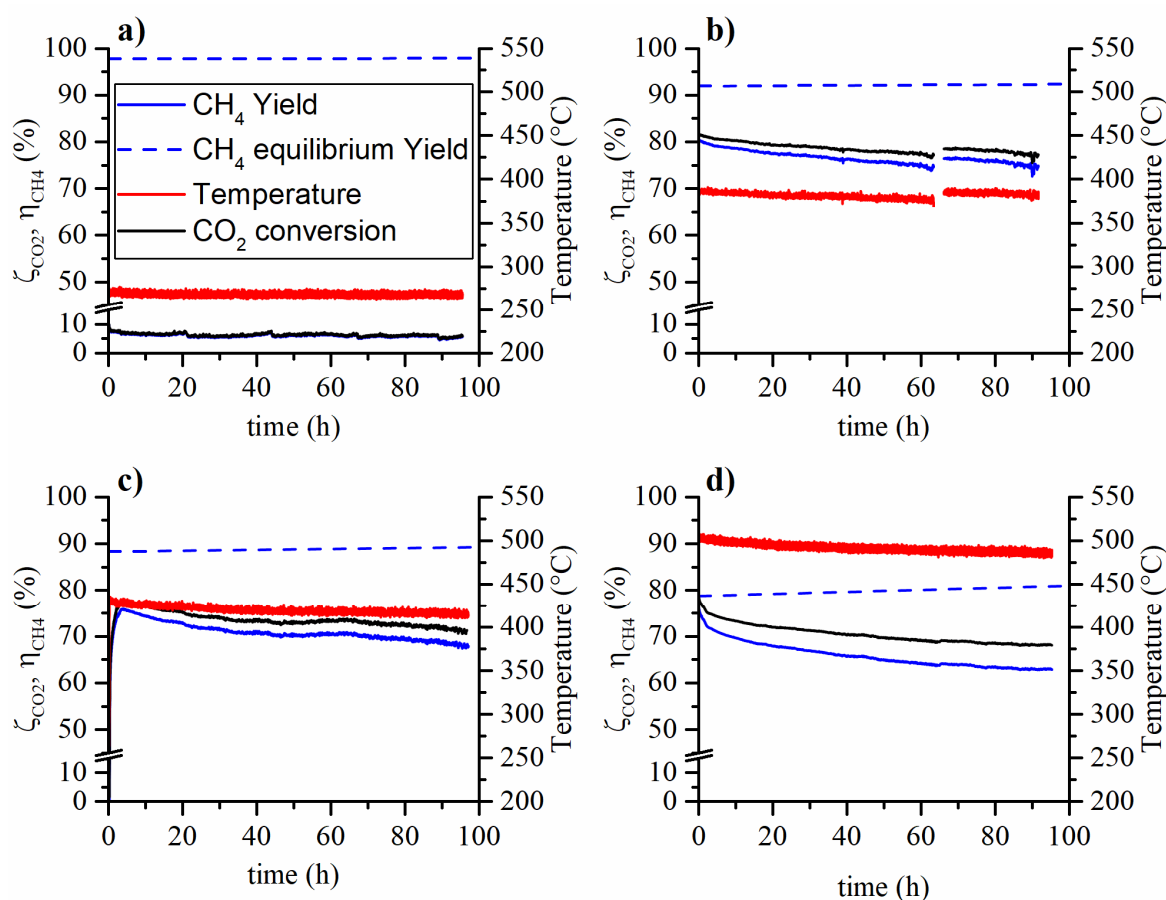 a)
100
90
80
70
60
50
10
0
ζCO2, ηCH4 (%)
550
500
450
400
350
300
250
200
Temperature (°C)
CH4 Yield
CH4 equilibrium Yield
Temperature
CO2 conversion
0 20 40 60 80 100
time (h)
b)
100
90
80
70
60
50
10
0
ζCO2, ηCH4 (%)
550
500
450
400
350
300
250
200
Temperature (°C)
0 20 40 60 80 100
time (h)
c)
100
90
80
70
60
50
10
0
ζCO2, ηCH4 (%)
550
500
450
400
350
300
250
200
Temperature (°C)
0 20 40 60 80 100
time (h)
d)
100
90
80
70
60
50
10
0
ζCO2, ηCH4 (%)
550
500
450
400
350
300
250
200
Temperature (°C)
0 20 40 60 80 100
time (h)